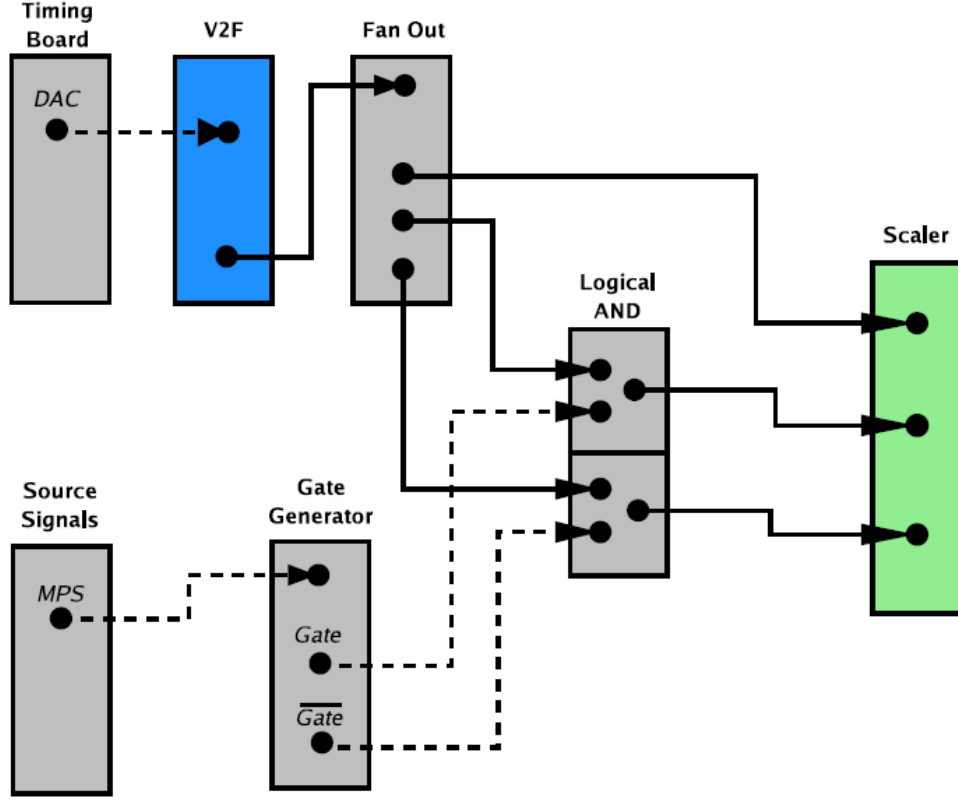 Timing
Board
V2F
Fan Out
DAC
Scaler
Logical
AND
Source
Signals
Gate
Generator
MPS
Gate
Gate